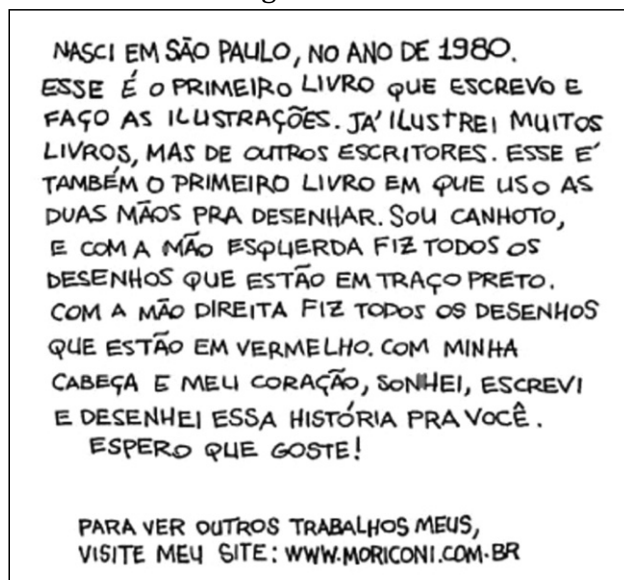 NASCI EM SÃO PAULO, NO ANO DE 1980.
ESSE É O PRIMEIRO LIVRO QUE ESCREVO E
FAÇO AS ILUSTRAÇÕES. JÁ ILUSTREI MUITOS
LIVROS, MAS DE OUTROS ESCRITORES. ESSE É
TAMBÉM O PRIMEIRO LIVRO EM QUE USO AS
DUAS MÃOS PRA DESENHAR. SOU CANHOTO,
E COM A MÃO ESQUERDA FIZ TODOS OS
DESENHOS QUE ESTÃO EM TRAÇO PRETO.
COM A MÃO DIREITA FIZ TODOS OS DESENHOS
QUE ESTÃO EM VERMELHO. COM MINHA
CABEÇA E MEU CORAÇÃO, SONHEI, ESCREVI
E DESENHEI ESSA HISTÓRIA PRA VOCÊ.
ESPERO QUE GOSTE!
PARA VER OUTROS TRABALHOS MEUS,
VISITE MEU SITE: WWW.MORICONI.COM.BR